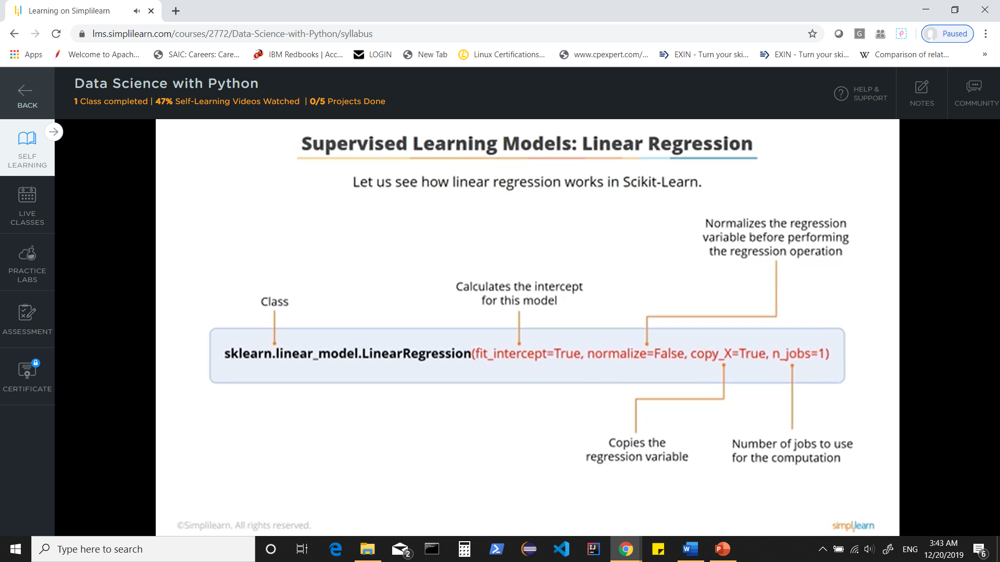 Learning on Simplilearn
lms.simplilearn.com/courses/2772/Data-Science-with-Python/syllabus
G
Paused
Apps
Welcome to Apach...
SAIC: Careers: Care...
IBM Redbooks | Acc...
LOGIN
New Tab
Linux Certifications...
www.cpexpert.com/...
EXIN - Turn your ski...
EXIN - Turn your ski...
W
Comparison of relat...
»
BACK
Data Science with Python
1 Class completed | 47% Self-Learning Videos Watched | 0/5 Projects Done
HELP &
SUPPORT
NOTES
COMMUNITY
SELF
LEARNING
LIVE
CLASSES
PRACTICE
LABS
ASSESSMENT
CERTIFICATE
Supervised Learning Models: Linear Regression
Let us see how linear regression works in Scikit-Learn.
Normalizes the regression
variable before performing
the regression operation
Calculates the intercept
for this model
Class
sklearn.linear_model.LinearRegression(fit_intercept=True, normalize=False, copy_X=True, n_jobs=1)
Copies the
regression variable
Number of jobs to use
for the computation
©Simplilearn. All rights reserved.
simplilearn
Type here to search
2
IJ
W
P
ENG
3:43 AM
12/20/2019
6